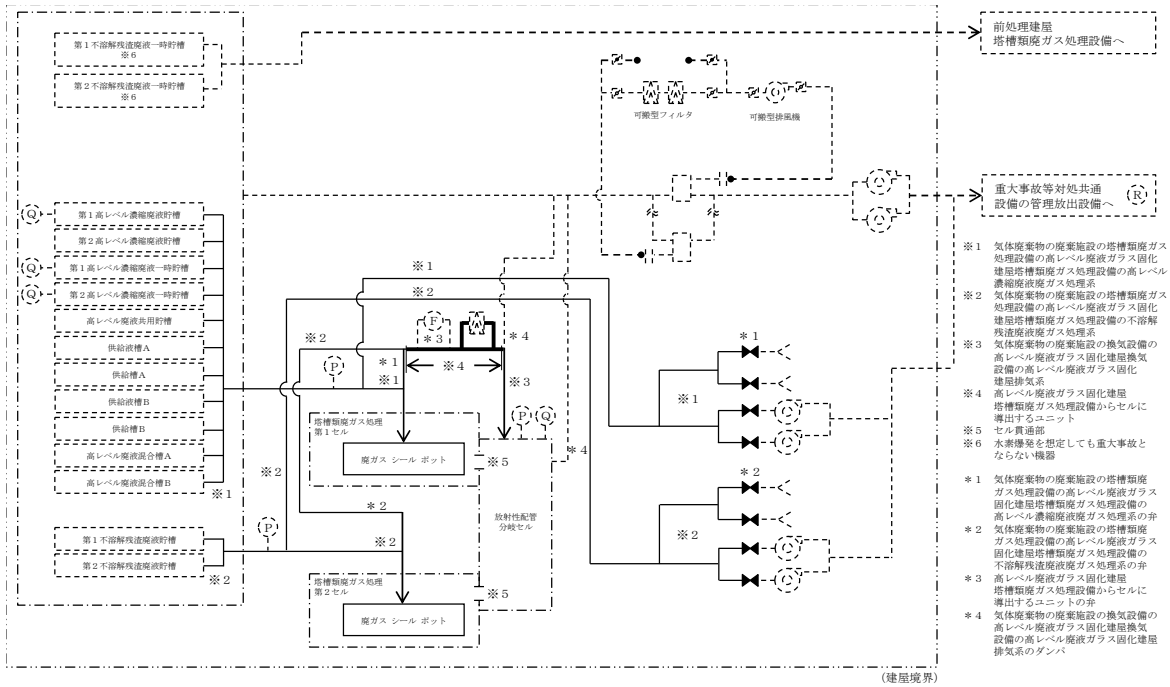 前処理建屋
塔槽類廃ガス処理設備へ
第1不溶解残渣廃液一時貯槽
※6
第2不溶解残渣廃液一時貯槽
※6
可搬型フィルタ
可搬型排風機
重大事故等対処共通
設備の管理放出設備へ
R
Q
第1高レベル濃縮廃液貯槽
第2高レベル濃縮廃液貯槽
Q
第1高レベル濃縮廃液一時貯槽
Q
第2高レベル濃縮廃液一時貯槽
高レベル廃液共用貯槽
供給液槽A
供給槽A
供給液槽B
供給槽B
高レベル廃液混合槽A
高レベル廃液混合槽B
※1
第1不溶解残渣廃液貯槽
第2不溶解残渣廃液貯槽
※2
※1
※2
※2
F
*3
*4
*1
※4
※1
※3
P
P
Q
塔槽類廃ガス処理
第1セル
廃ガス シール ポット
※5
*4
※2
*2
P
※2
放射性配管
分岐セル
塔槽類廃ガス処理
第2セル
※5
廃ガス シール ポット
*1
※1
*2
※2
※1 気体廃棄物の廃棄施設の塔槽類廃ガス
処理設備の高レベル廃液ガラス固化
建屋塔槽類廃ガス処理設備の高レベル
濃縮廃液廃ガス処理系
※2 気体廃棄物の廃棄施設の塔槽類廃ガス
処理設備の高レベル廃液ガラス固化
建屋塔槽類廃ガス処理設備の不溶解
残渣廃液廃ガス処理系
※3 気体廃棄物の廃棄施設の換気設備の
高レベル廃液ガラス固化建屋換気
設備の高レベル廃液ガラス固化
建屋排気系
※4 高レベル廃液ガラス固化建屋
塔槽類廃ガス処理設備からセルに
導出するユニット
※5 セル貫通部
※6 水素爆発を想定しても重大事故と
ならない機器
*1 気体廃棄物の廃棄施設の塔槽類廃
ガス処理設備の高レベル廃液ガラス
固化建屋塔槽類廃ガス処理設備の
高レベル濃縮廃液廃ガス処理系の弁
*2 気体廃棄物の廃棄施設の塔槽類廃
ガス処理設備の高レベル廃液ガラス
固化建屋塔槽類廃ガス処理設備の
不溶解残渣廃液廃ガス処理系の弁
*3 高レベル廃液ガラス固化建屋
塔槽類廃ガス処理設備からセルに
導出するユニットの弁
*4 気体廃棄物の廃棄施設の換気設備の
高レベル廃液ガラス固化建屋換気
設備の高レベル廃液ガラス固化建屋
排気系のダンパ
(建屋境界)